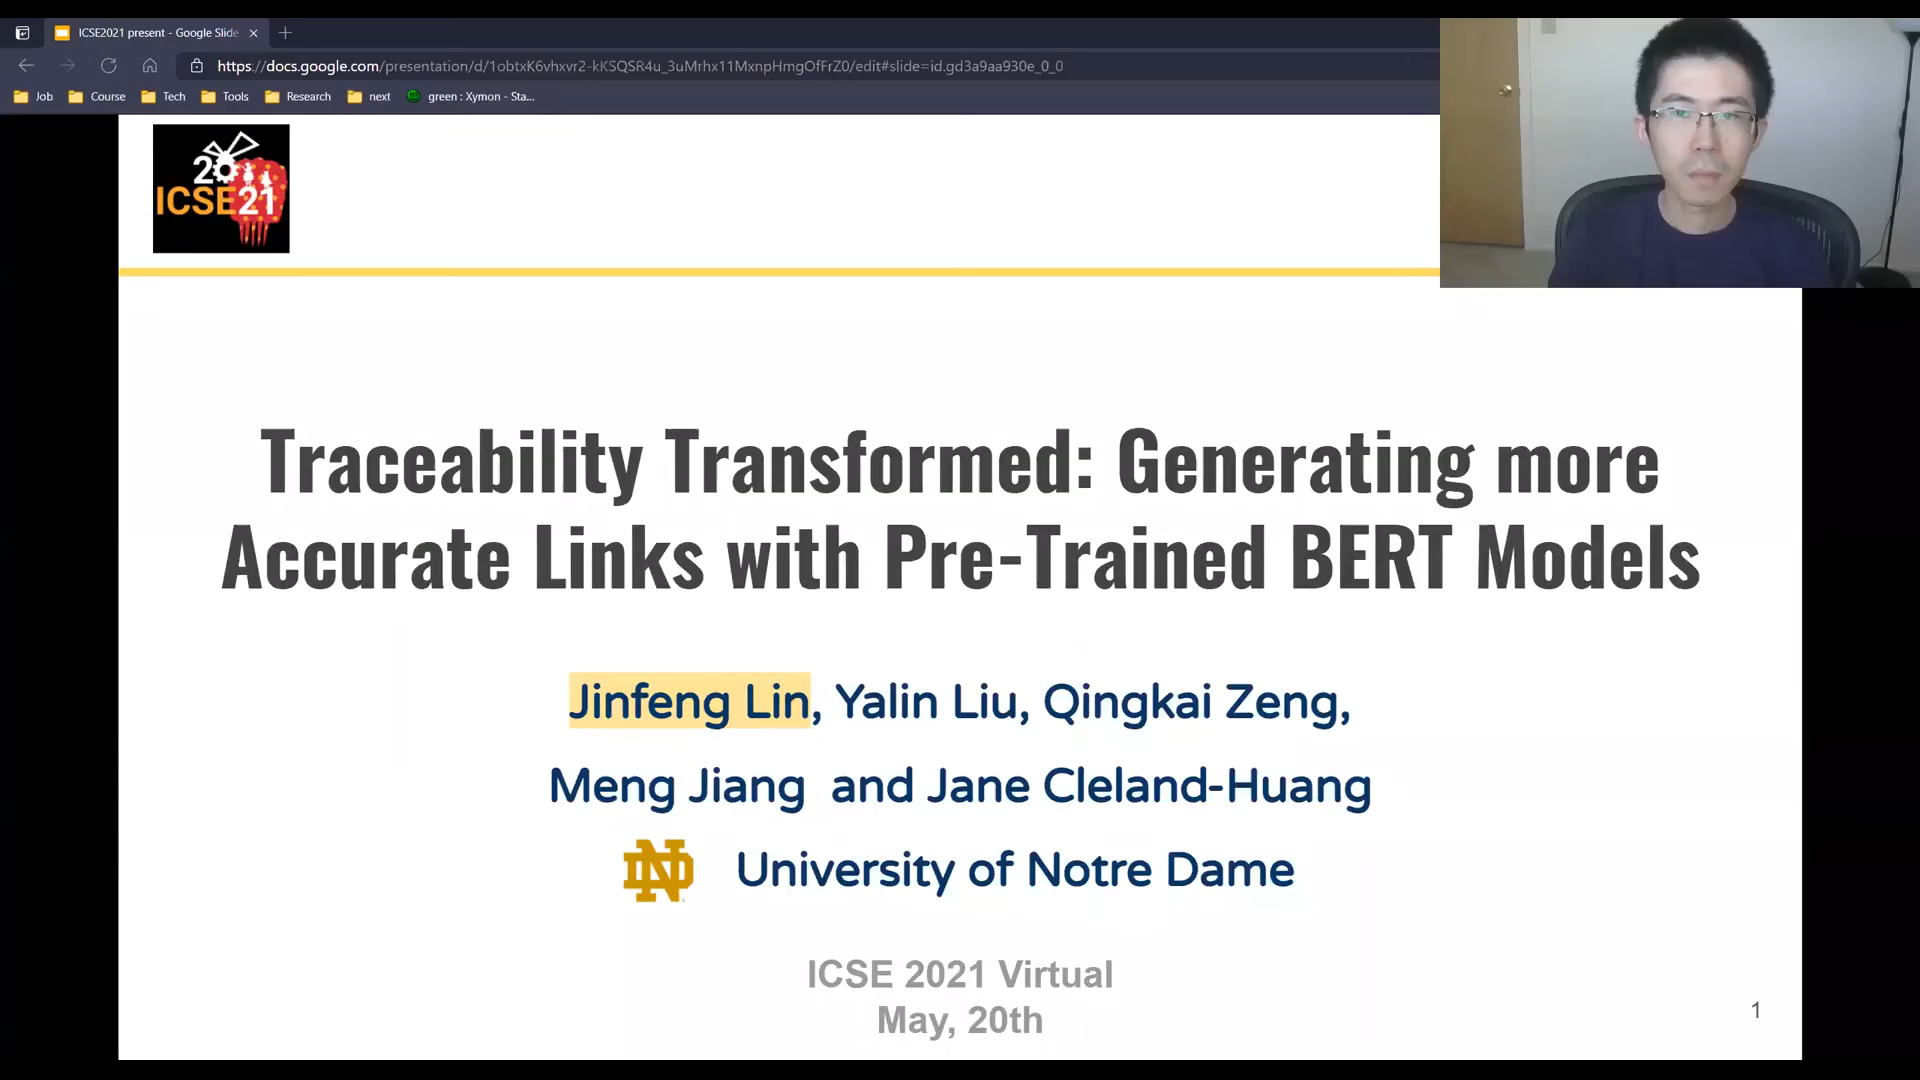 ICSE2021 present - Google Slide
https://docs.google.com/presentation/d/1obtxK6vhxvr2-kKSQSR4u_3uMrhx11MxnpHmgOfFrZ0/edit#slide=id.gd3a9aa930e_0_0
Job Course Tech Tools Research next green : Xymon - Sta...
20
ICSE21
Traceability Transformed: Generating more
Accurate Links with Pre-Trained BERT Models
Jinfeng Lin, Yalin Liu, Qingkai Zeng,
Meng Jiang and Jane Cleland-Huang
ND University of Notre Dame
ICSE 2021 Virtual
May, 20th
1